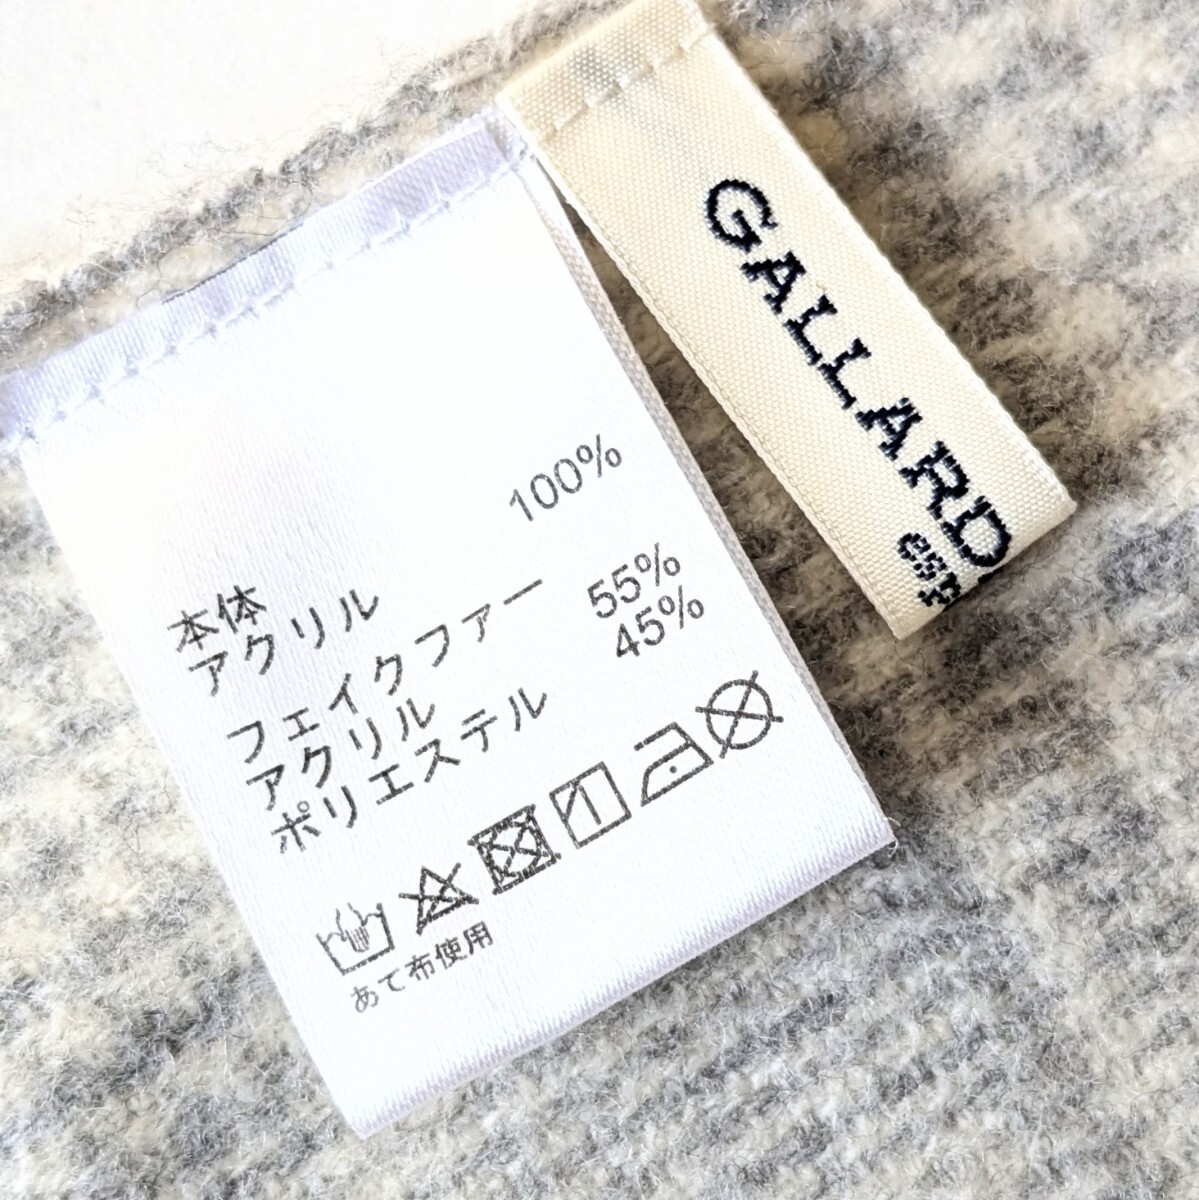 本体
アクリル 100%
フェイクファー
アクリル 55%
ポリエステル 45%
あて布使用
GALLARD
esp